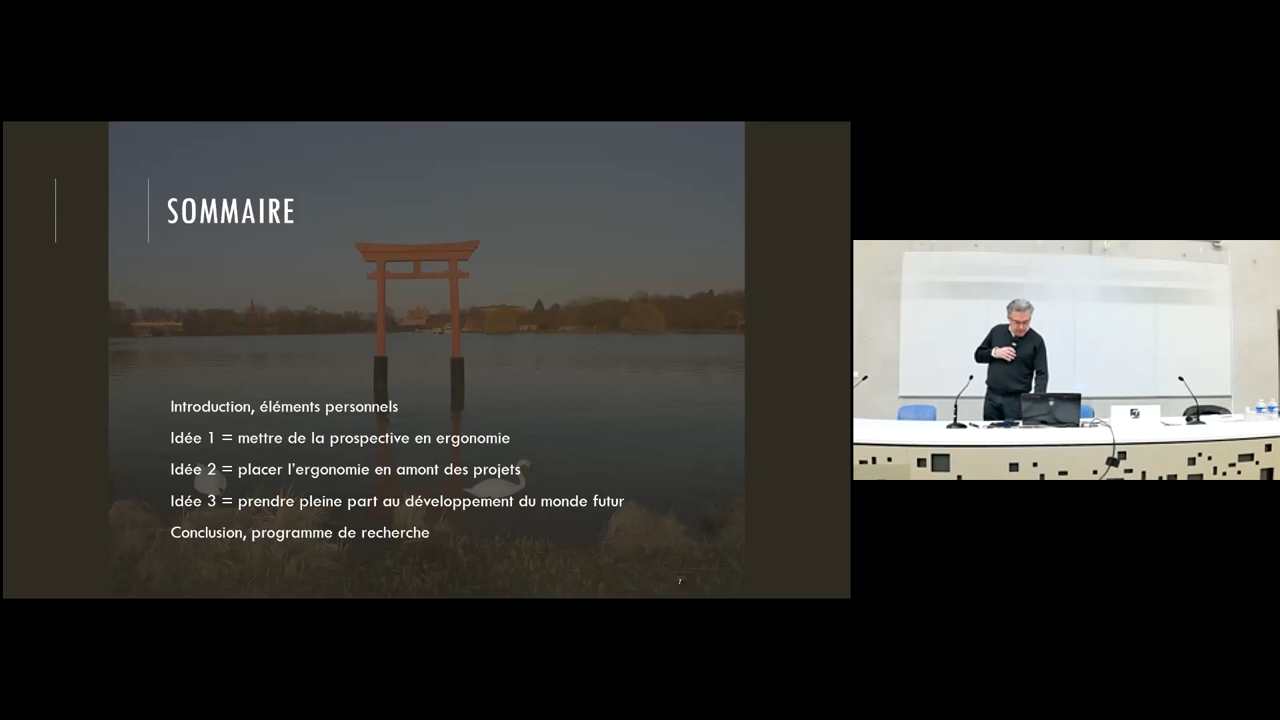 SOMMAIRE
Introduction, éléments personnels
Idée 1 = mettre de la prospective en ergonomie
Idée 2 = placer l'ergonomie en amont des projets
Idée 3 = prendre pleine part au développement du monde futur
Conclusion, programme de recherche